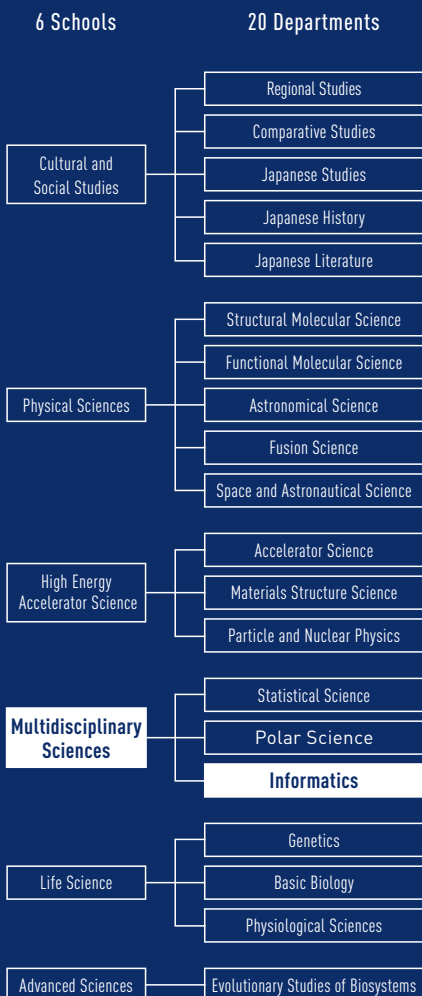 6 Schools
20 Departments
Cultural and
Social Studies
Regional Studies
Comparative Studies
Japanese Studies
Japanese History
Japanese Literature
Physical Sciences
Structural Molecular Science
Functional Molecular Science
Astronomical Science
Fusion Science
Space and Astronautical Science
High Energy
Accelerator Science
Accelerator Science
Materials Structure Science
Particle and Nuclear Physics
Multidisciplinary
Sciences
Statistical Science
Polar Science
Informatics
Life Science
Genetics
Basic Biology
Physiological Sciences
Advanced Sciences
Evolutionary Studies of Biosystems